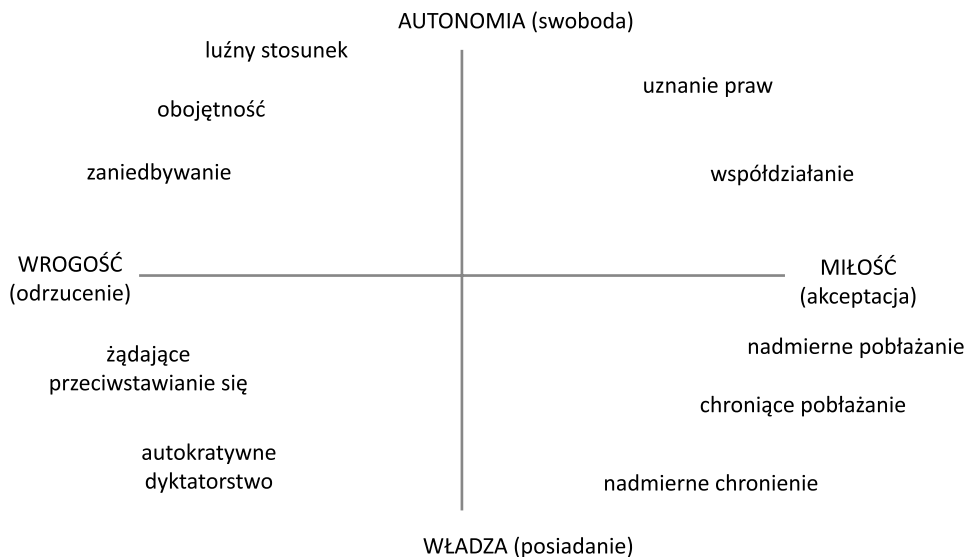 AUTONOMIA (swoboda)
luźny stosunek
uznanie praw
obojętność
zaniedbywanie
współdziałanie
WROGOŚĆ
(odrzucenie)
MIŁOŚĆ
(akceptacja)
żądające
przeciwstawianie się
nadmierne pobłażanie
chroniące pobłażanie
autokratywne
dyktatorstwo
nadmierne chronienie
WŁADZA (posiadanie)